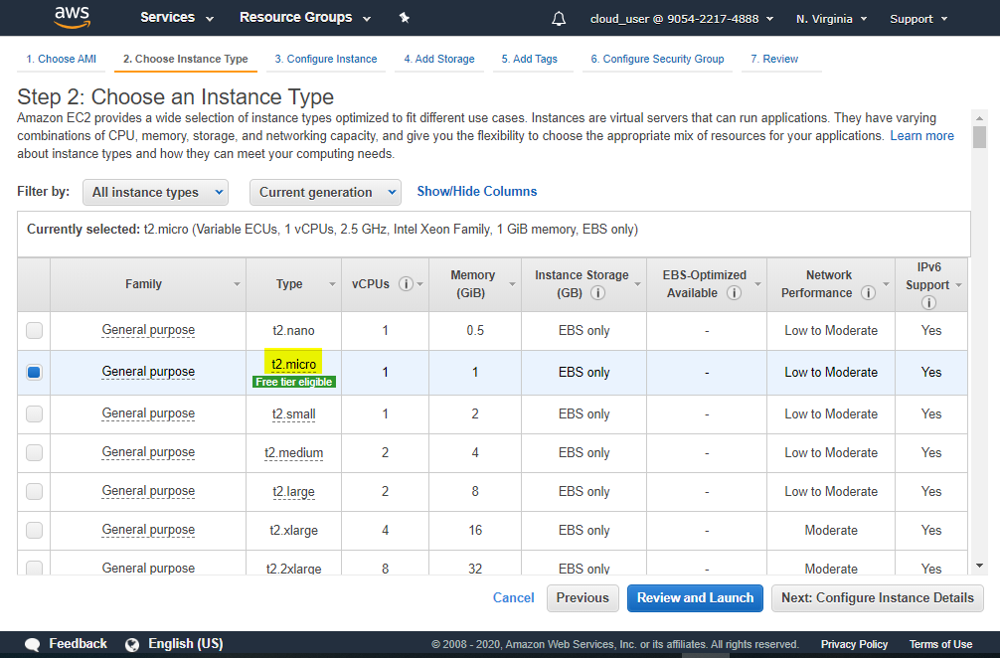 aws Services Resource Groups cloud_user @ 9054-2217-4888 N. Virginia Support
1. Choose AMI 2. Choose Instance Type 3. Configure Instance 4. Add Storage 5. Add Tags 6. Configure Security Group 7. Review
Step 2: Choose an Instance Type
Amazon EC2 provides a wide selection of instance types optimized to fit different use cases. Instances are virtual servers that can run applications. They have varying
combinations of CPU, memory, storage, and networking capacity, and give you the flexibility to choose the appropriate mix of resources for your applications. Learn more
about instance types and how they can meet your computing needs.
Filter by: All instance types Current generation Show/Hide Columns
Currently selected: t2.micro (Variable ECUs, 1 vCPUs, 2.5 GHz, Intel Xeon Family, 1 GiB memory, EBS only)
Family Type vCPUs i Memory (GiB) Instance Storage (GB) i EBS-Optimized Available i Network Performance i IPv6 Support i
General purpose t2.nano 1 0.5 EBS only - Low to Moderate Yes
General purpose t2.micro 1 1 EBS only - Low to Moderate Yes
Free tier eligible
General purpose t2.small 1 2 EBS only - Low to Moderate Yes
General purpose t2.medium 2 4 EBS only - Low to Moderate Yes
General purpose t2.large 2 8 EBS only - Low to Moderate Yes
General purpose t2.xlarge 4 16 EBS only - Moderate Yes
General purpose t2.2xlarge 8 32 EBS only - Moderate Yes
Cancel Previous Review and Launch Next: Configure Instance Details
Feedback English (US) © 2008 - 2020, Amazon Web Services, Inc. or its affiliates. All rights reserved. Privacy Policy Terms of Use